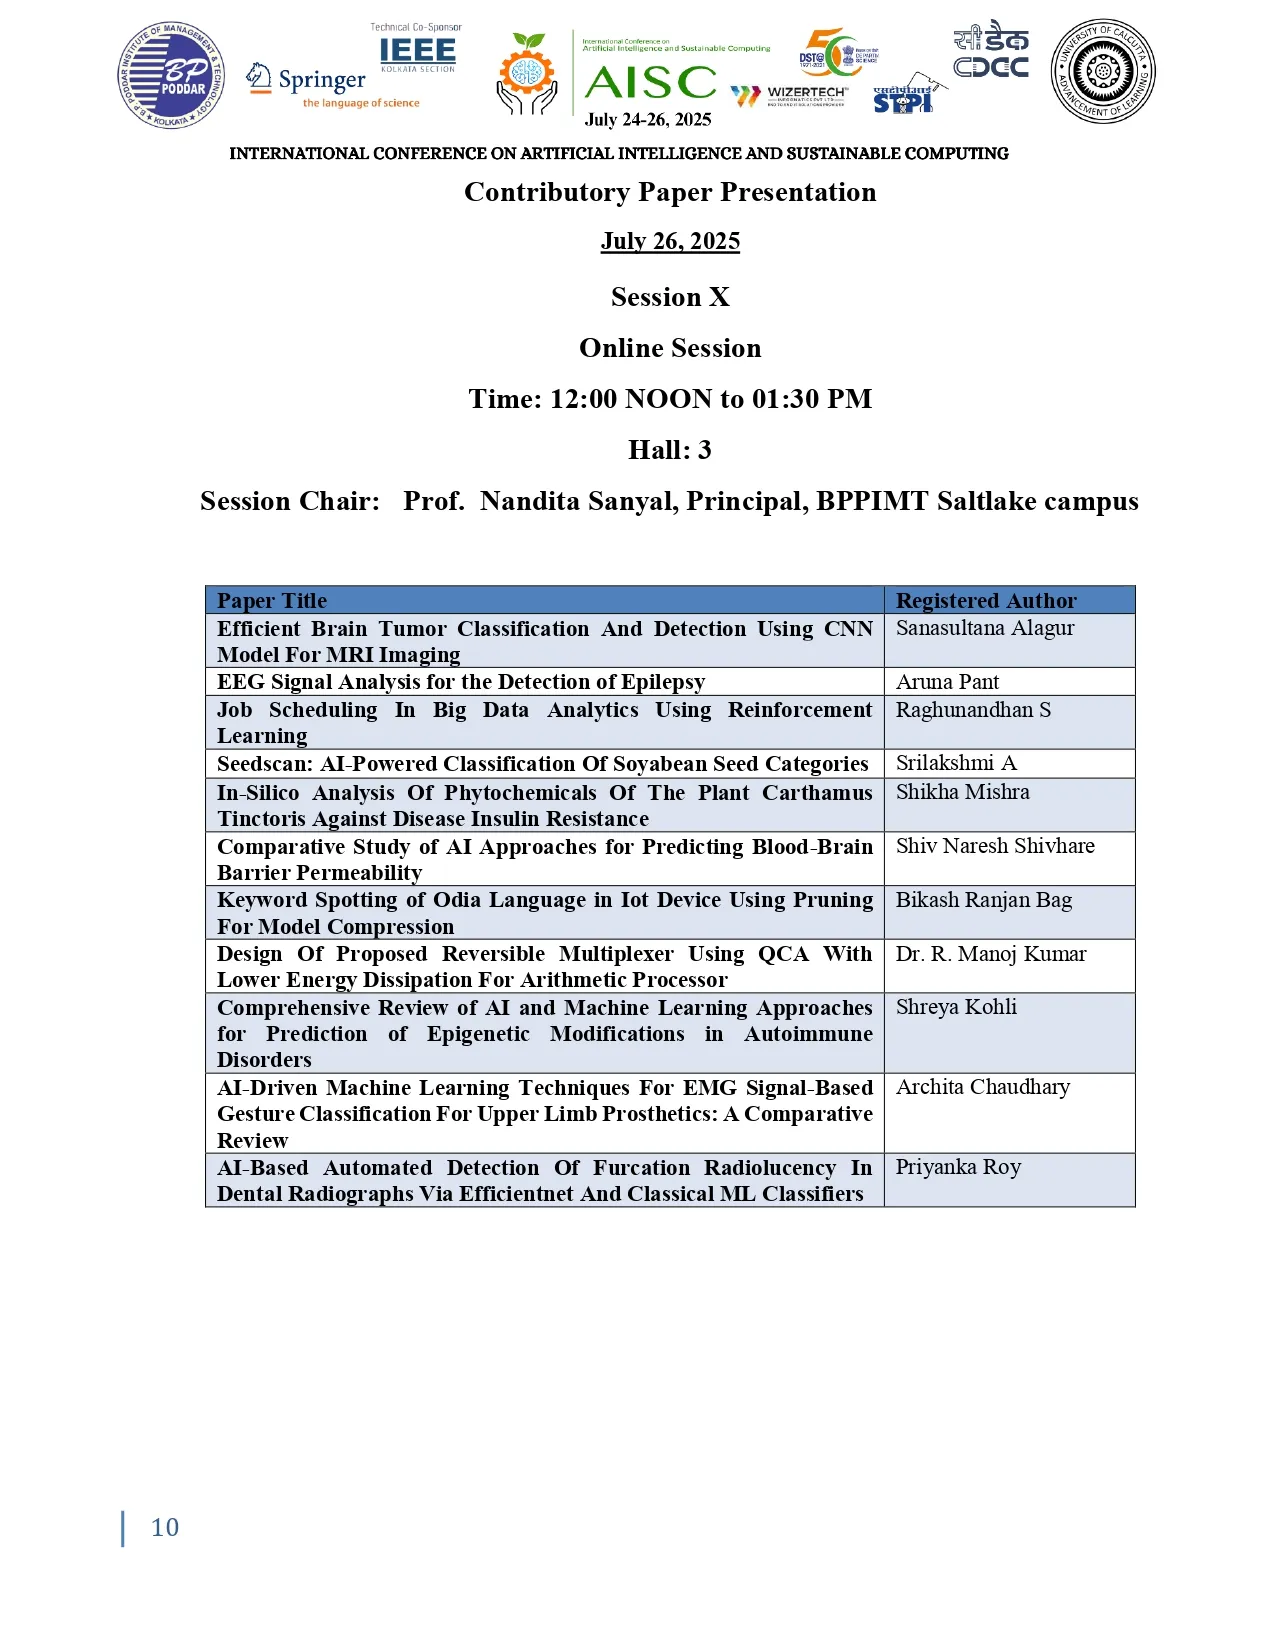 B.P. PODDAR INSTITUTE OF MANAGEMENT & TECHNOLOGY
BP
PODDAR
KOLKATA
Springer
the language of science
Technical Co-Sponsor
IEEE
KOLKATA SECTION
International Conference on
Artificial Intelligence and Sustainable Computing
AISC
July 24-26, 2025
DST@50
1971-2021
WIZERTECH™
एसटीपीआई
STPI
सी डैक
CDAC
UNIVERSITY OF CALCUTTA
ADVANCEMENT OF LEARNING
INTERNATIONAL CONFERENCE ON ARTIFICIAL INTELLIGENCE AND SUSTAINABLE COMPUTING
Contributory Paper Presentation
July 26, 2025
Session X
Online Session
Time: 12:00 NOON to 01:30 PM
Hall: 3
Session Chair: Prof. Nandita Sanyal, Principal, BPPIMT Saltlake campus
Paper Title Registered Author
Efficient Brain Tumor Classification And Detection Using CNN Sanasultana Alagur
Model For MRI Imaging
EEG Signal Analysis for the Detection of Epilepsy Aruna Pant
Job Scheduling In Big Data Analytics Using Reinforcement Raghunandhan S
Learning
Seedscan: AI-Powered Classification Of Soyabean Seed Categories Srilakshmi A
In-Silico Analysis Of Phytochemicals Of The Plant Carthamus Shikha Mishra
Tinctoris Against Disease Insulin Resistance
Comparative Study of AI Approaches for Predicting Blood-Brain Shiv Naresh Shivhare
Barrier Permeability
Keyword Spotting of Odia Language in Iot Device Using Pruning Bikash Ranjan Bag
For Model Compression
Design Of Proposed Reversible Multiplexer Using QCA With Dr. R. Manoj Kumar
Lower Energy Dissipation For Arithmetic Processor
Comprehensive Review of AI and Machine Learning Approaches Shreya Kohli
for Prediction of Epigenetic Modifications in Autoimmune
Disorders
AI-Driven Machine Learning Techniques For EMG Signal-Based Archita Chaudhary
Gesture Classification For Upper Limb Prosthetics: A Comparative
Review
AI-Based Automated Detection Of Furcation Radiolucency In Priyanka Roy
Dental Radiographs Via Efficientnet And Classical ML Classifiers
10